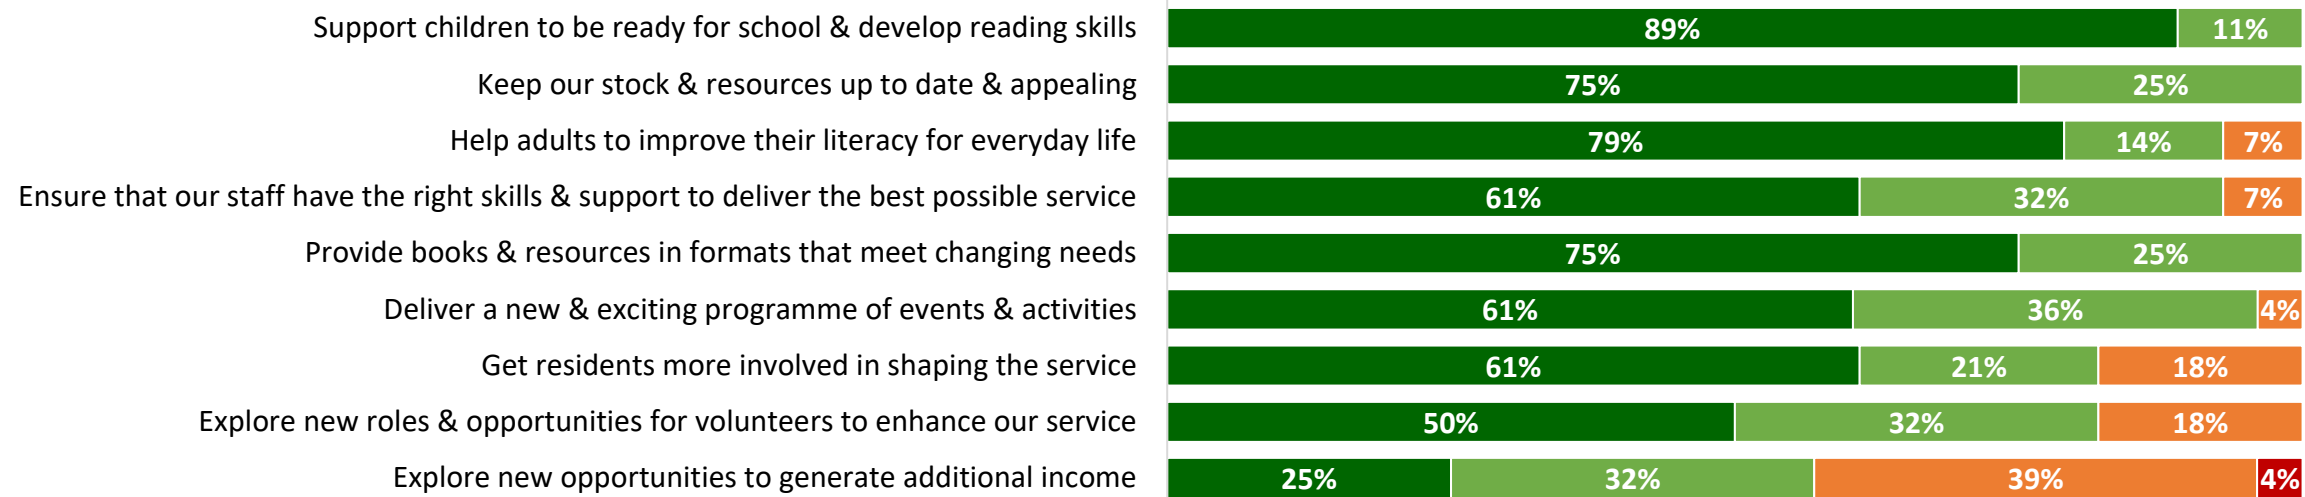 Support children to be ready for school & develop reading skills 89% 11%
Keep our stock & resources up to date & appealing 75% 25%
Help adults to improve their literacy for everyday life 79% 14% 7%
Ensure that our staff have the right skills & support to deliver the best possible service 61% 32% 7%
Provide books & resources in formats that meet changing needs 75% 25%
Deliver a new & exciting programme of events & activities 61% 36% 4%
Get residents more involved in shaping the service 61% 21% 18%
Explore new roles & opportunities for volunteers to enhance our service 50% 32% 18%
Explore new opportunities to generate additional income 25% 32% 39% 4%